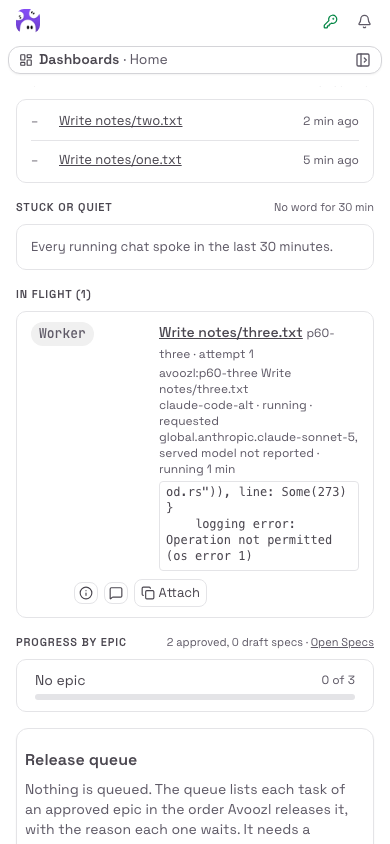 Dashboards · Home
– Write notes/two.txt 2 min ago
– Write notes/one.txt 5 min ago
STUCK OR QUIET No word for 30 min
Every running chat spoke in the last 30 minutes.
IN FLIGHT (1)
Worker
Write notes/three.txt p60-
three · attempt 1
avoozl:p60-three Write
notes/three.txt
claude-code-alt · running ·
requested
global.anthropic.claude-sonnet-5,
served model not reported ·
running 1 min
od.rs")), line: Some(273)
}
logging error:
Operation not permitted
(os error 1)
Attach
PROGRESS BY EPIC 2 approved, 0 draft specs · Open Specs
No epic 0 of 3
Release queue
Nothing is queued. The queue lists each task of
an approved epic in the order Avoozl releases it,
with the reason each one waits. It needs a